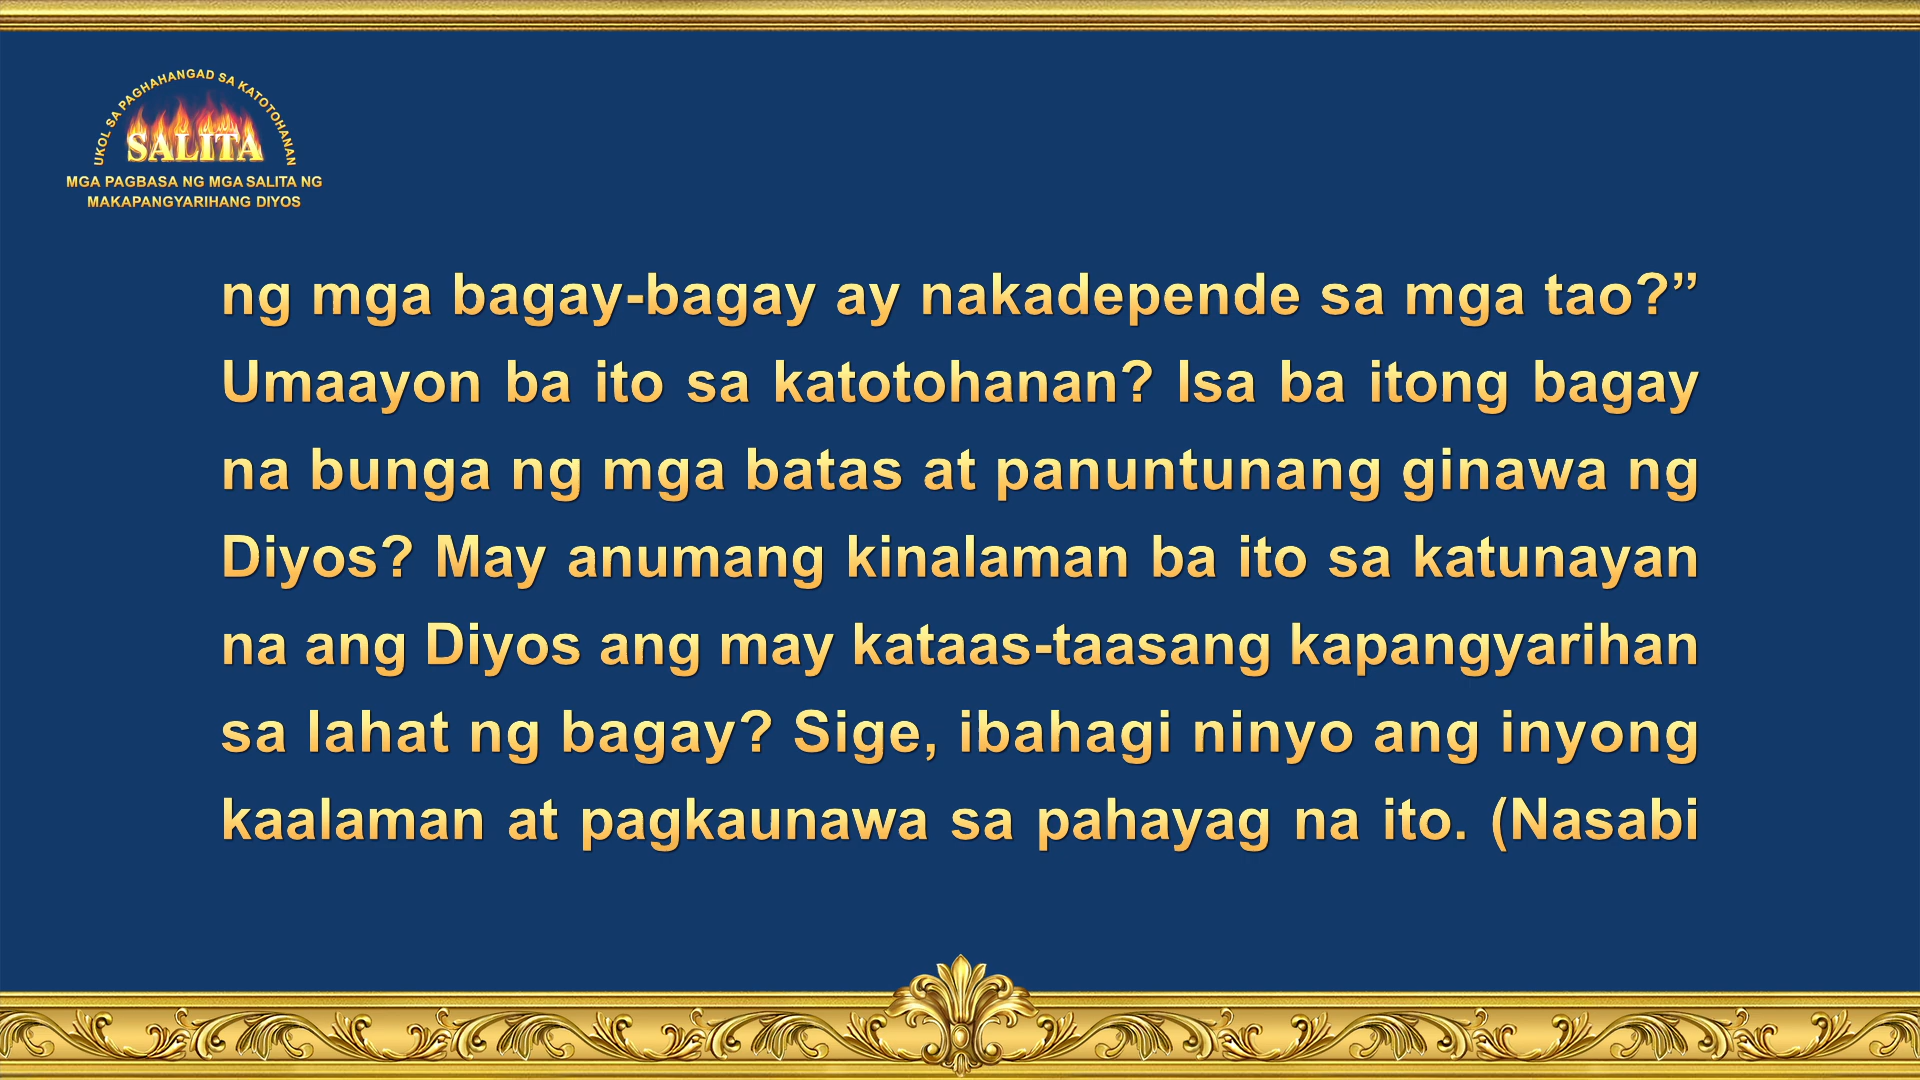 UKOL SA PAGHAHANGAD SA KATOTOHANAN
SALITA
MGA PAGBASA NG MGA SALITA NG
MAKAPANGYARIHANG DIYOS
ng mga bagay-bagay ay nakadepende sa mga tao?”
Umaayon ba ito sa katotohanan? Isa ba itong bagay
na bunga ng mga batas at panuntunang ginawa ng
Diyos? May anumang kinalaman ba ito sa katunayan
na ang Diyos ang may kataas-taasang kapangyarihan
sa lahat ng bagay? Sige, ibahagi ninyo ang inyong
kaalaman at pagkaunawa sa pahayag na ito. (Nasabi